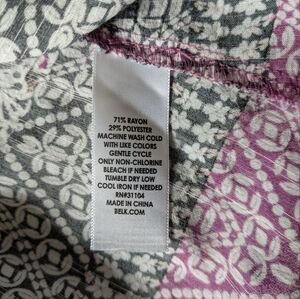 71% RAYON
29% POLYESTER
MACHINE WASH COLD
WITH LIKE COLORS
GENTLE CYCLE
ONLY NON-CHLORINE
BLEACH IF NEEDED
TUMBLE DRY LOW
COOL IRON IF NEEDED
RN#31104
MADE IN CHINA
BELK.COM